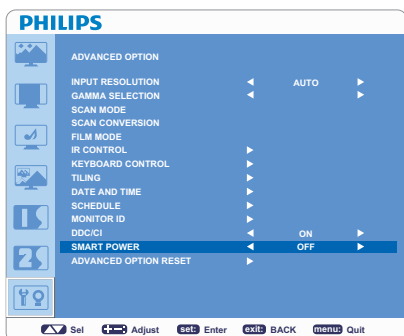 PHILIPS
ADVANCED OPTION
INPUT RESOLUTION AUTO
GAMMA SELECTION
SCAN MODE
SCAN CONVERSION
FILM MODE
IR CONTROL
KEYBOARD CONTROL
TILING
DATE AND TIME
SCHEDULE
MONITOR ID
DDC/CI ON
SMART POWER OFF
ADVANCED OPTION RESET
Sel Adjust set: Enter exit: BACK menu: Quit